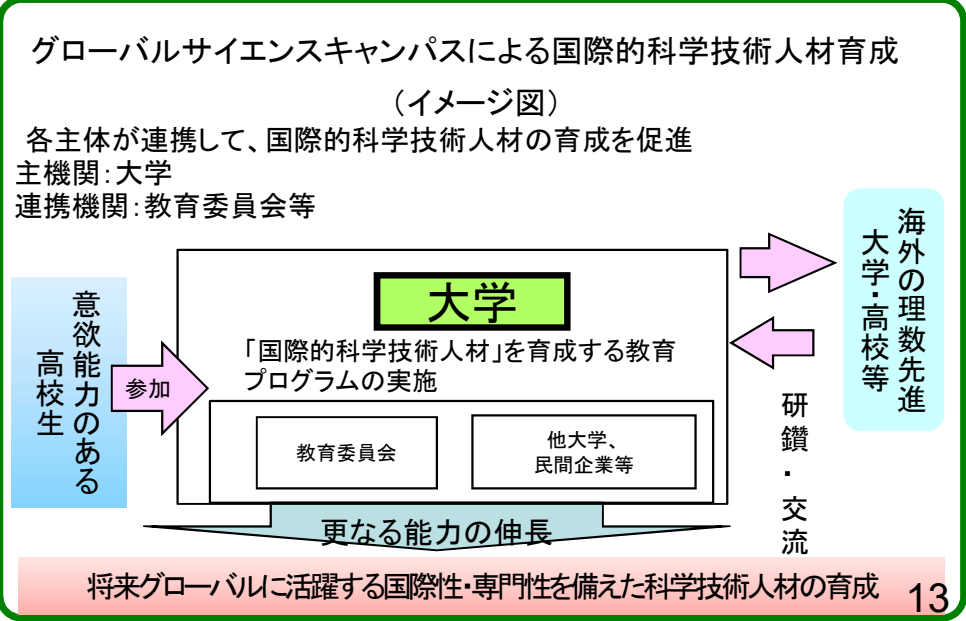 グローバルサイエンスキャンパスによる国際的科学技術人材育成
（イメージ図）
各主体が連携して、国際的科学技術人材の育成を促進
主機関：大学
連携機関：教育委員会等
意欲能力のある
高校生
参加
大学
「国際的科学技術人材」を育成する教育
プログラムの実施
教育委員会
他大学、
民間企業等
海外の理数先進
大学・高校等
研鑽・交流
更なる能力の伸長
将来グローバルに活躍する国際性・専門性を備えた科学技術人材の育成
13